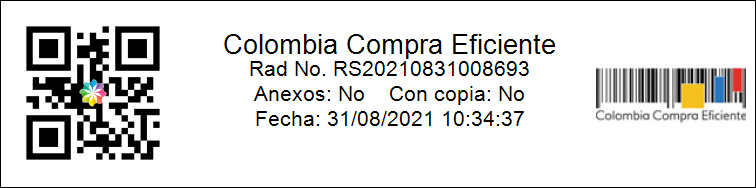 Colombia Compra Eficiente
Rad No. RS20210831008693
Anexos: No Con copia: No
Fecha: 31/08/2021 10:34:37
Colombia Compra Eficiente